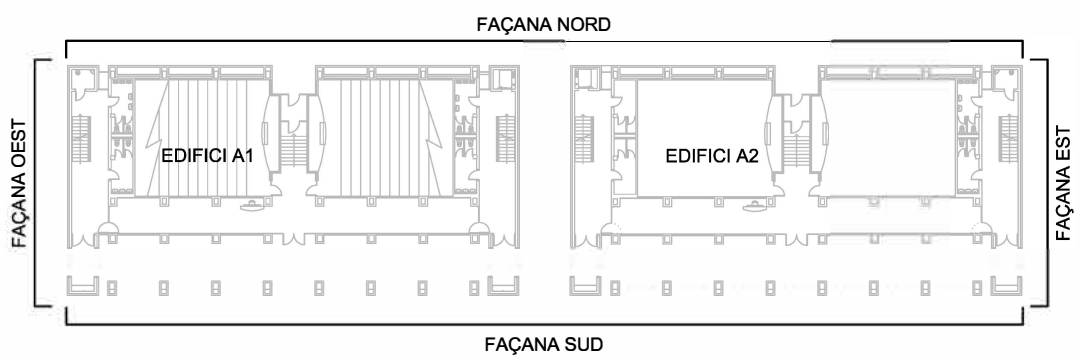 FAÇANA NORD
FAÇANA OEST
EDIFICI A1
EDIFICI A2
FAÇANA EST
FAÇANA SUD